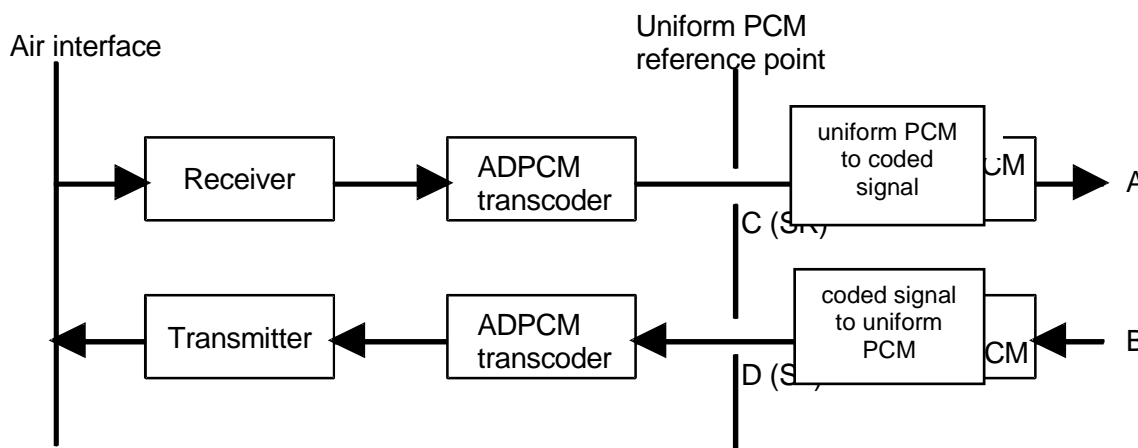 Air interface
Uniform PCM
reference point
Receiver
ADPCM
transcoder
uniform PCM
to coded
signal
A
C
Transmitter
ADPCM
transcoder
coded signal
to uniform
PCM
D